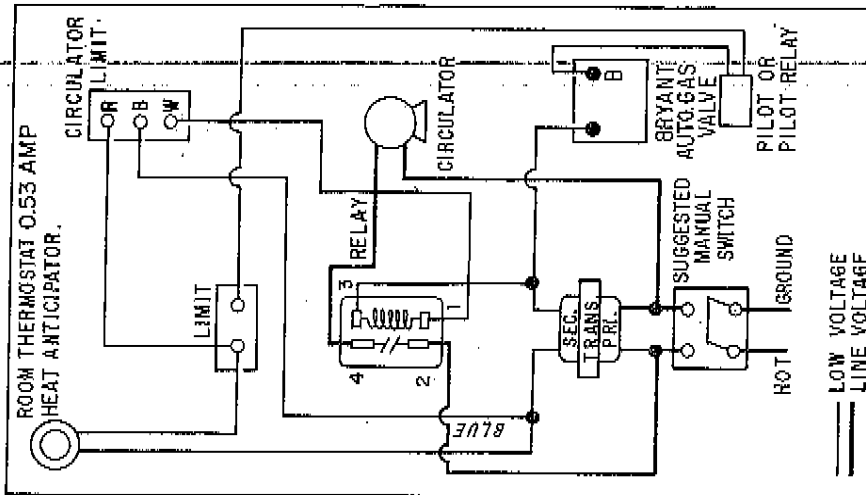 ROOM THERMOSTAT 0.53 AMP
HEAT ANTICIPATOR.
CIRCULATOR
LIMIT.
R
B
W
LIMIT
RELAY
3
1
4
2
CIRCULATOR
B
BRYANT
AUTO.GAS
VALVE
PILOT OR
PILOT RELAY
BLUE
SEC.
TRANS
PRI.
SUGGESTED
MANUAL
SWITCH
HOT
GROUND
LOW VOLTAGE
LINE VOLTAGE